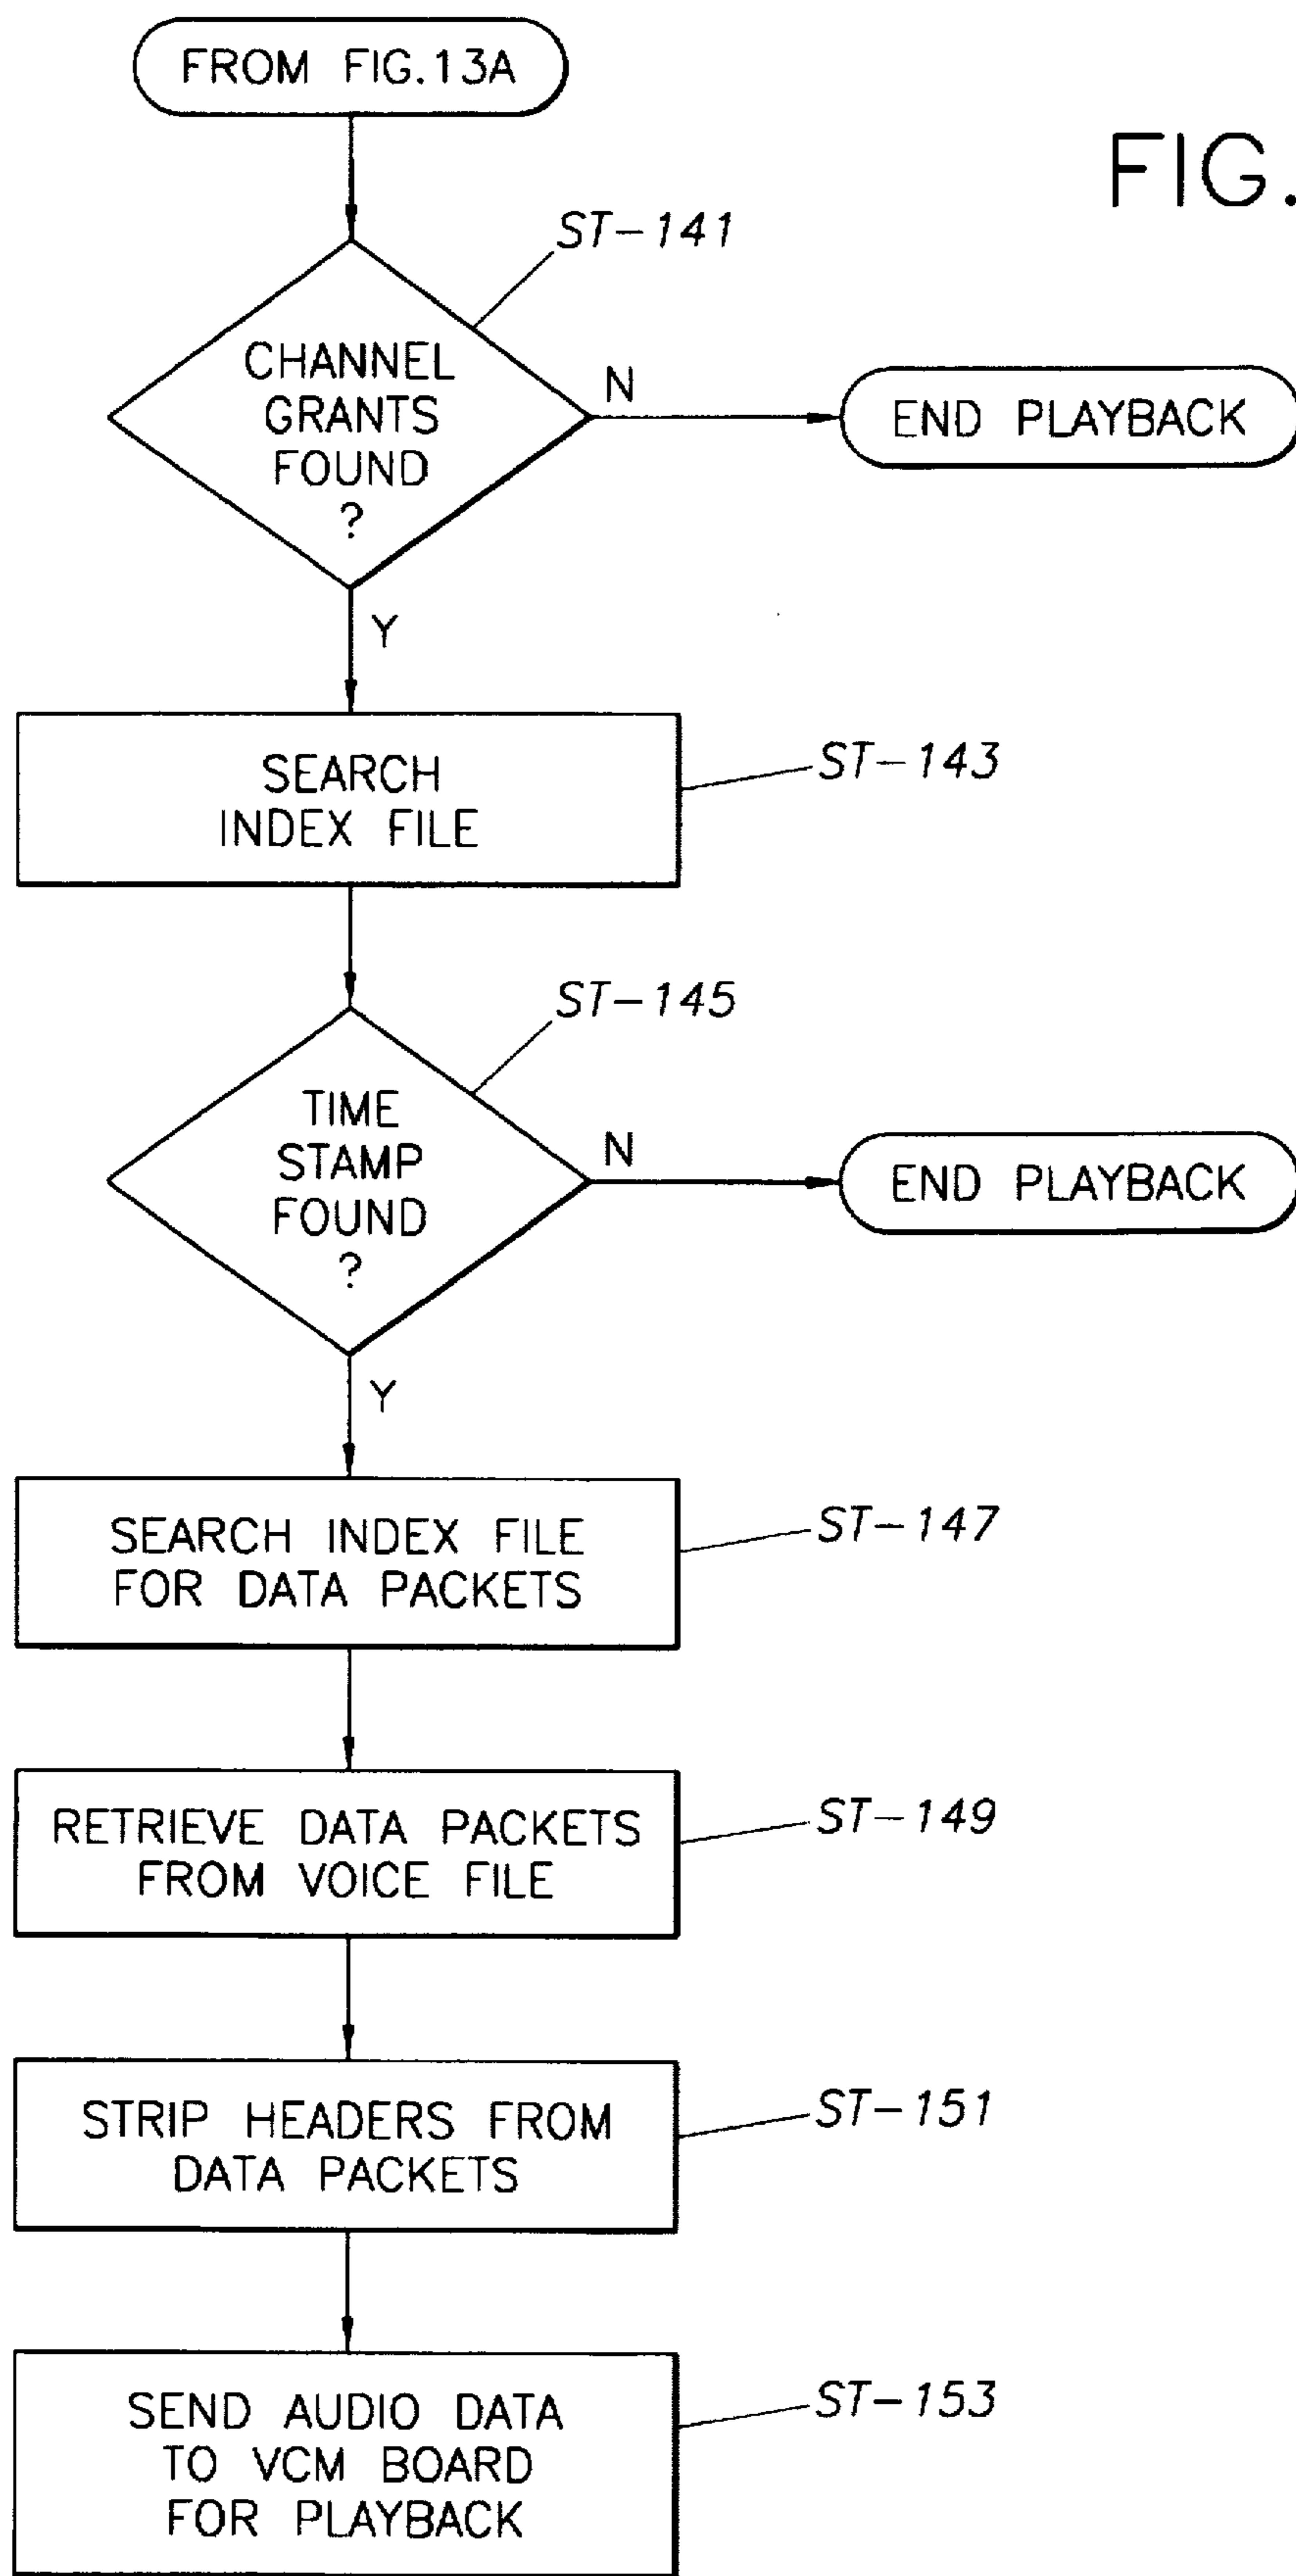 FROM FIG.13A
FIG.
ST-141
CHANNEL
GRANTS
FOUND
?
N
END PLAYBACK
Y
SEARCH
INDEX FILE
ST-143
ST-145
TIME
STAMP
FOUND
?
N
END PLAYBACK
Y
SEARCH INDEX FILE
FOR DATA PACKETS
ST-147
RETRIEVE DATA PACKETS
FROM VOICE FILE
ST-149
STRIP HEADERS FROM
DATA PACKETS
ST-151
SEND AUDIO DATA
TO VCM BOARD
FOR PLAYBACK
ST-153